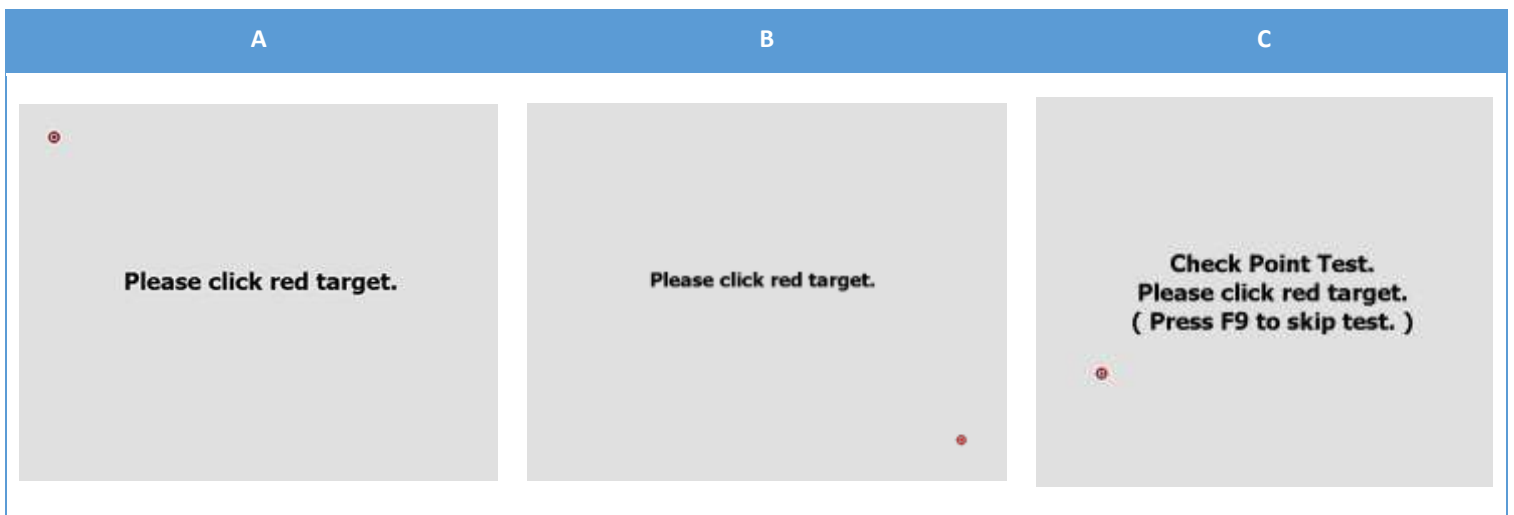 A
B
C
Please click red target.
Please click red target.
Check Point Test.
Please click red target.
( Press F9 to skip test. )